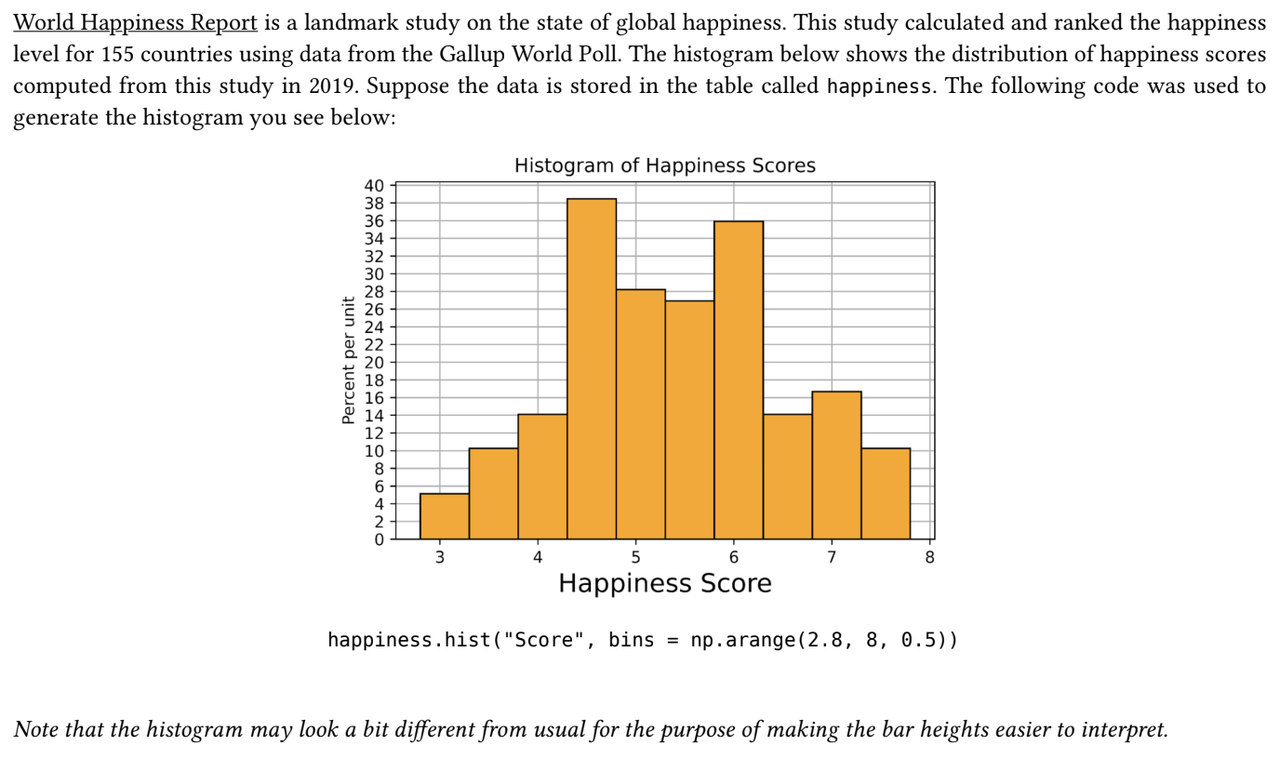 World Happiness Report is a landmark study on the state of global happiness. This study calculated and ranked the happiness
level for 155 countries using data from the Gallup World Poll. The histogram below shows the distribution of happiness scores
computed from this study in 2019. Suppose the data is stored in the table called happiness. The following code was used to
generate the histogram you see below:
Histogram of Happiness Scores
Percent per unit
40
38
36
34
32
30
28
26
24
22
20
18
16
14
12
10
8
6
4
2
0
3 4 5 6 7 8
Happiness Score
happiness.hist("Score", bins = np.arange(2.8, 8, 0.5))
Note that the histogram may look a bit different from usual for the purpose of making the bar heights easier to interpret.